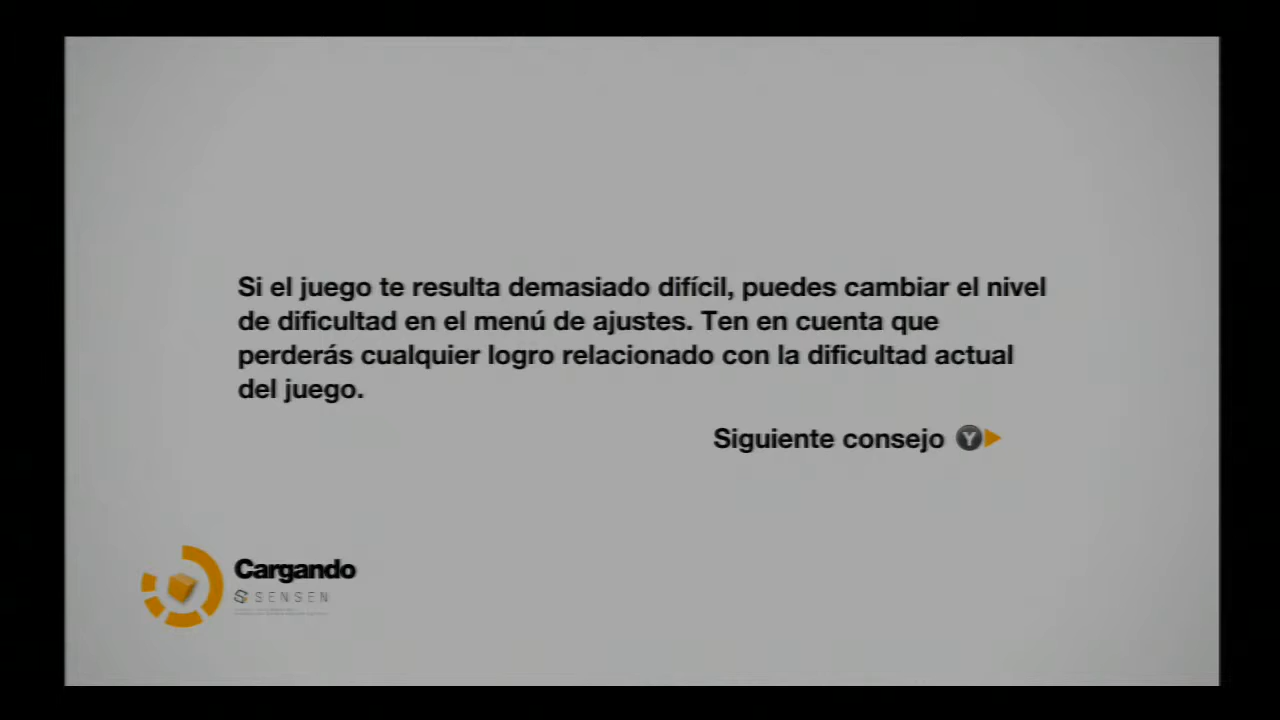 Si el juego te resulta demasiado difícil, puedes cambiar el nivel
de dificultad en el menú de ajustes. Ten en cuenta que
perderás cualquier logro relacionado con la dificultad actual
del juego.
Siguiente consejo Y
Cargando
SENSEN